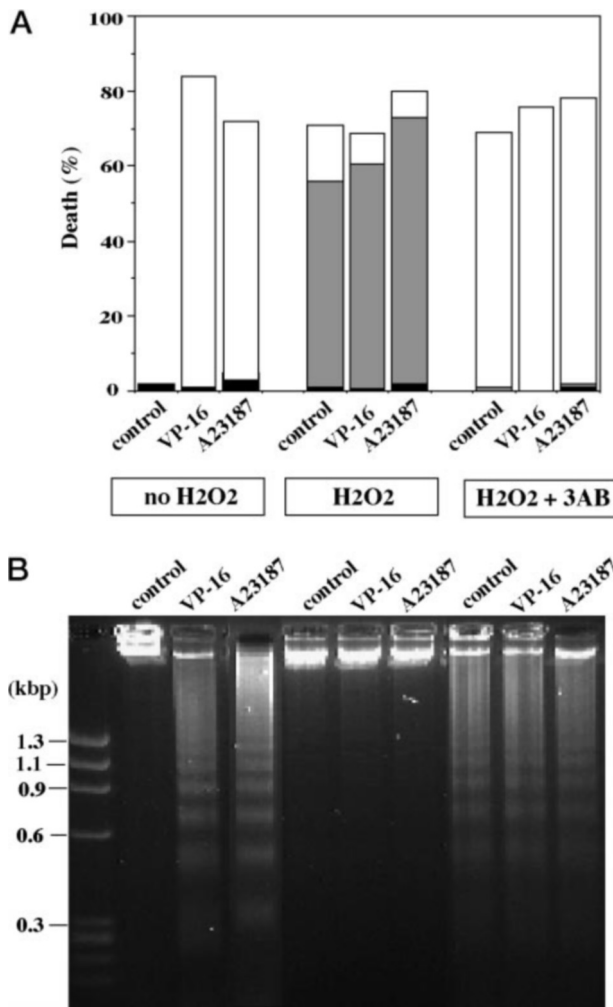 A
100
80
60
40
20
0
Death (%)
control VP-16 A23187 control VP-16 A23187 control VP-16 A23187
no H2O2 H2O2 H2O2 + 3AB
B
control VP-16 A23187 control VP-16 A23187 control VP-16 A23187
(kbp)
1.3
1.1
0.9
0.6
0.3